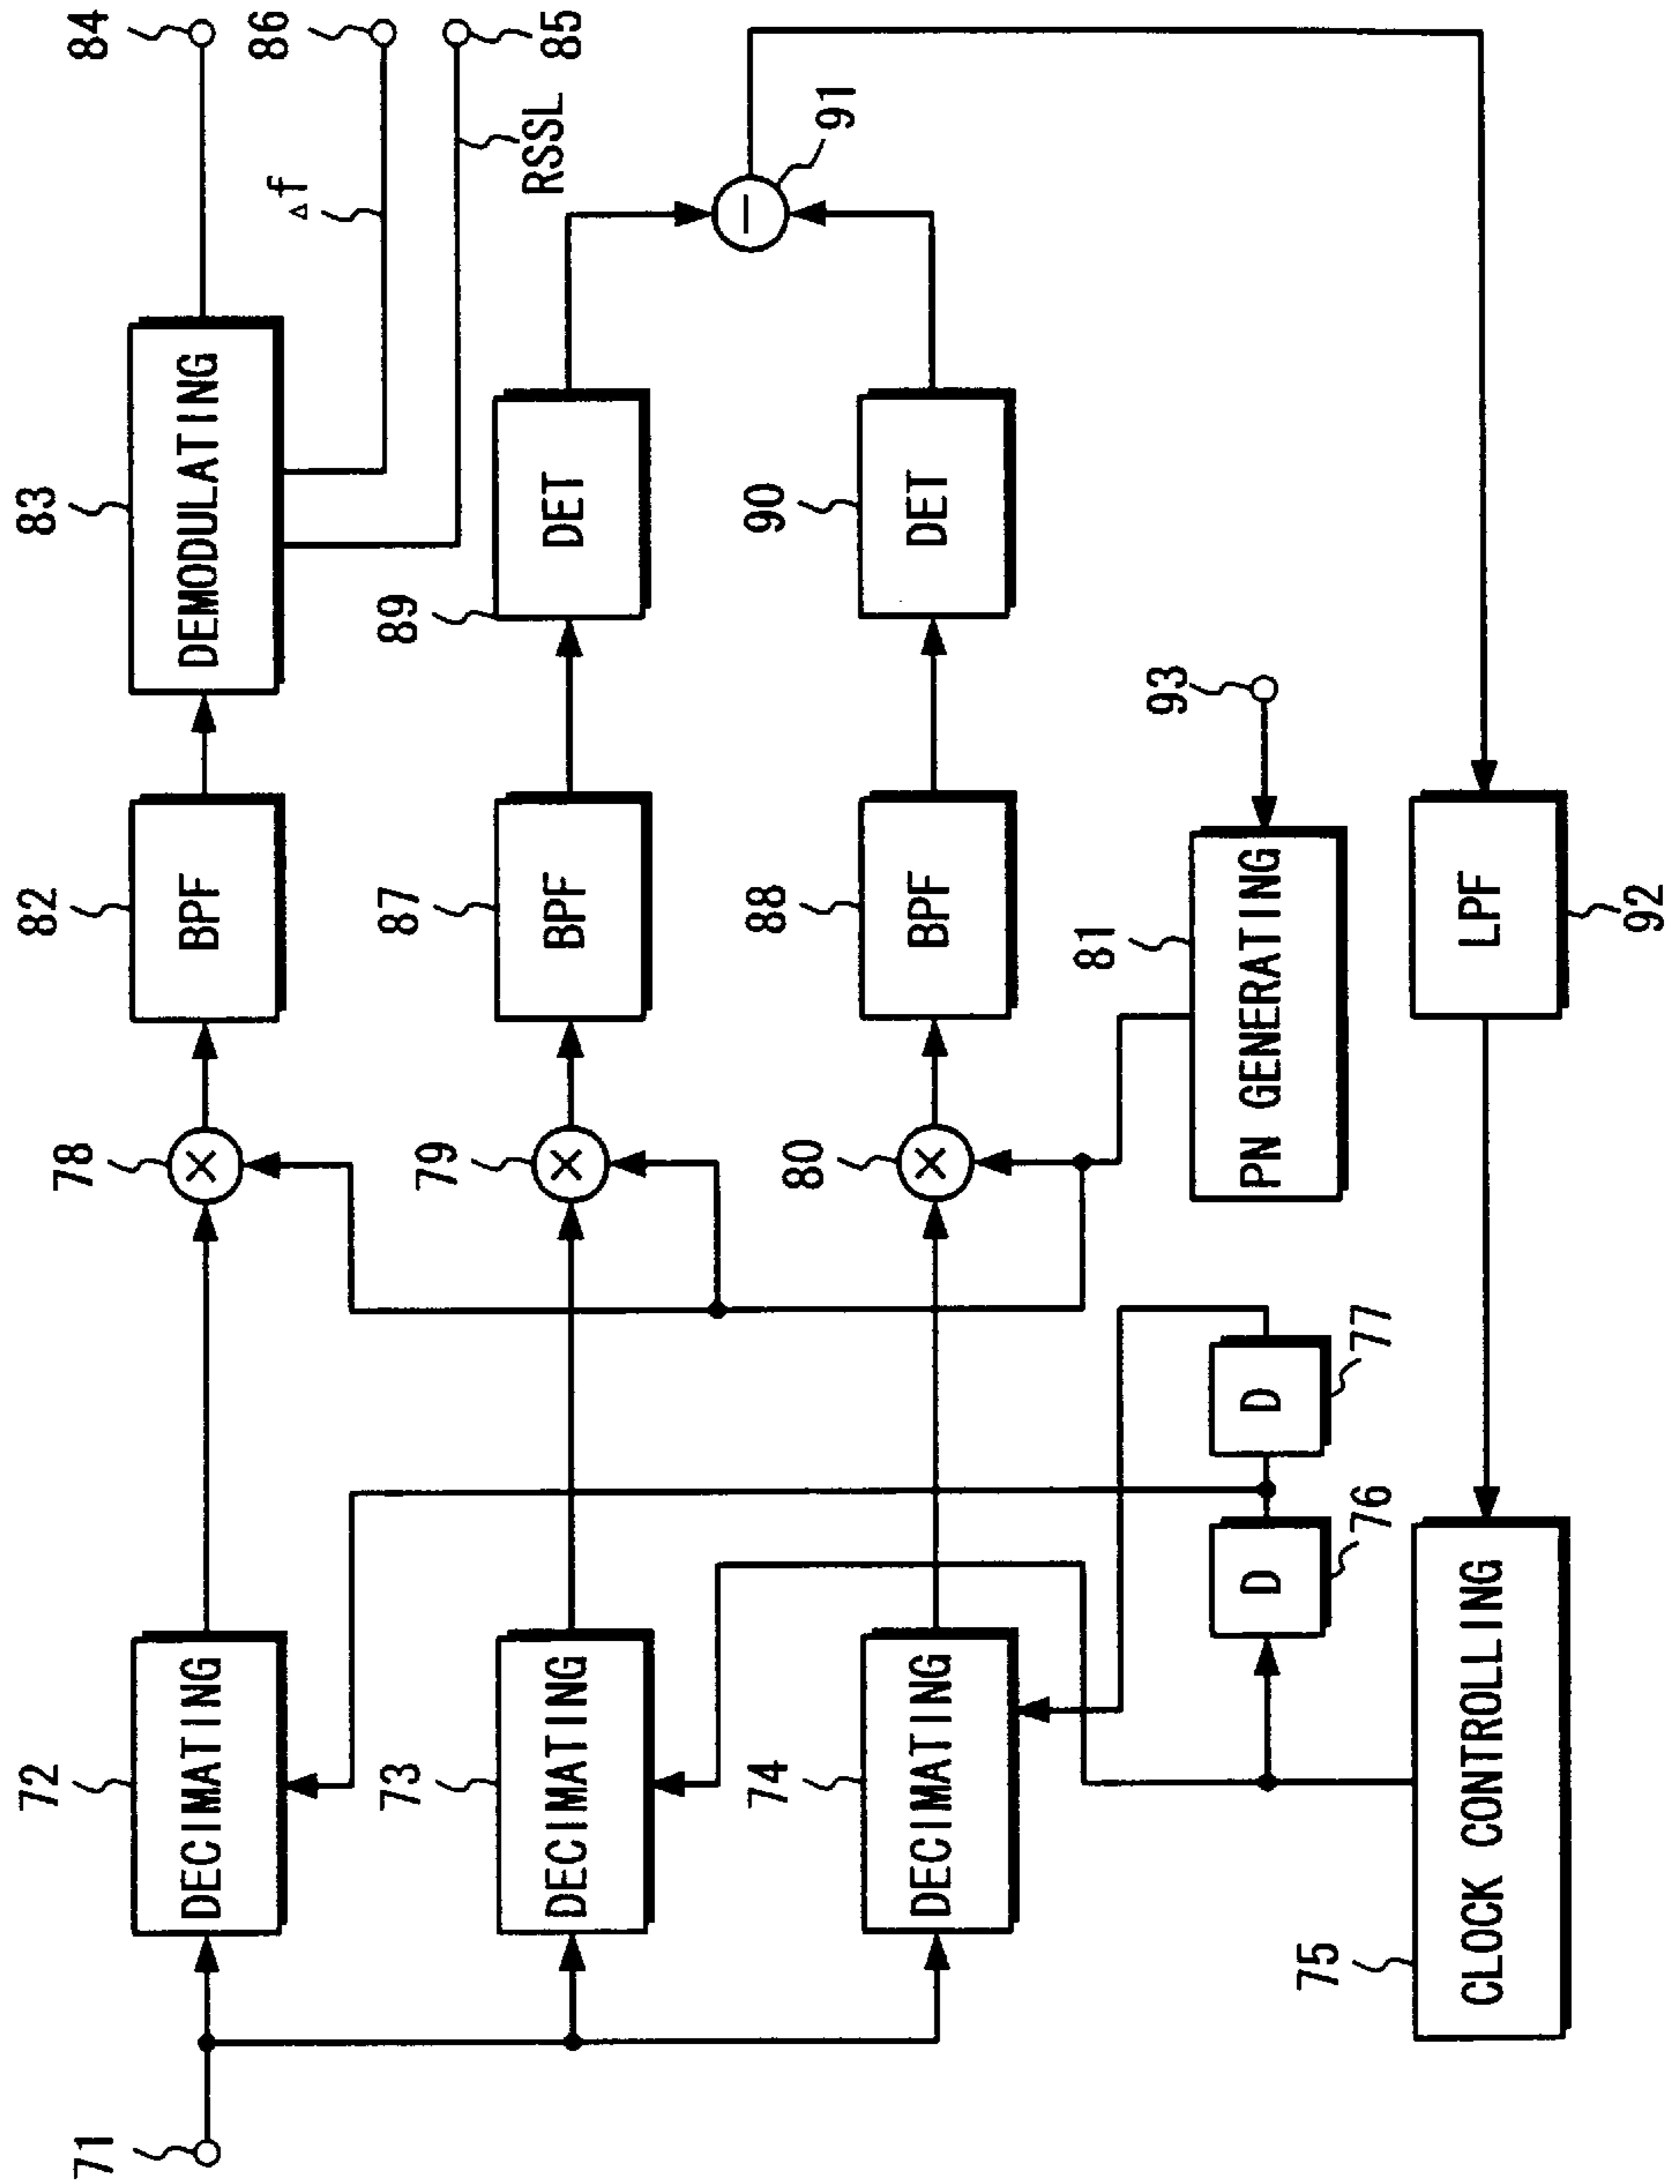 71
72
DECIMATING
78
×
82
BPF
83
DEMODULATING
84
△f
86
RSSL
85
73
DECIMATING
79
×
87
BPF
89
DET
74
DECIMATING
80
×
88
BPF
90
DET
91
−
D
76
D
77
81
PN GENERATING
93
75
CLOCK CONTROLLING
LPF
92